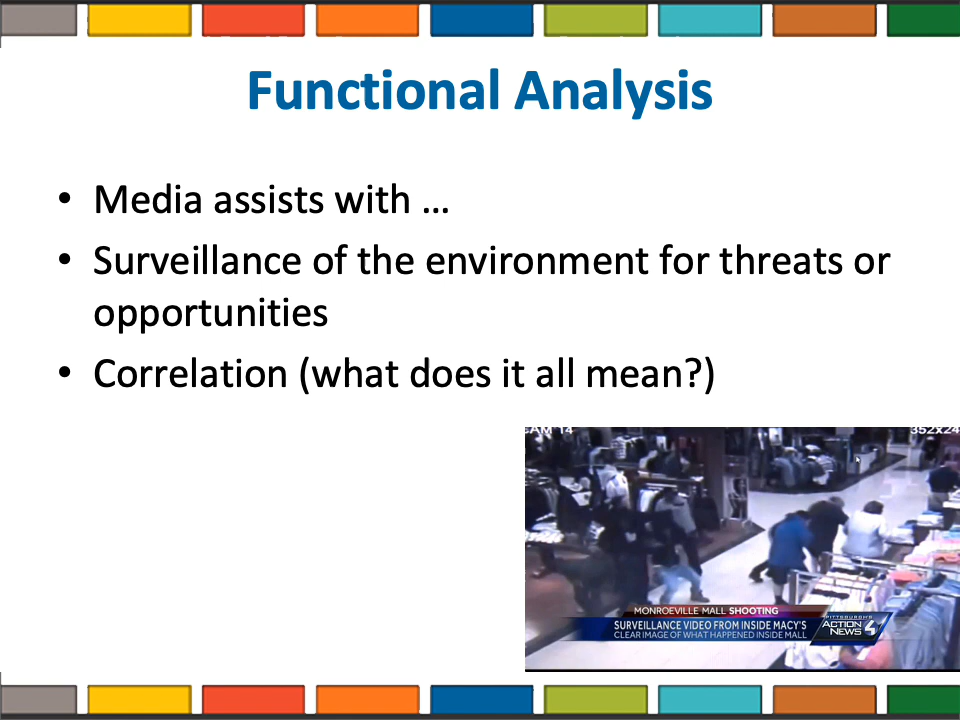 Functional Analysis
• Media assists with …
• Surveillance of the environment for threats or
opportunities
• Correlation (what does it all mean?)
CAM 14
352x24
MONROEVILLE MALL SHOOTING
SURVEILLANCE VIDEO FROM INSIDE MACY'S
CLEAR IMAGE OF WHAT HAPPENED INSIDE MALL
PITTSBURGH'S
ACTION
NEWS 4